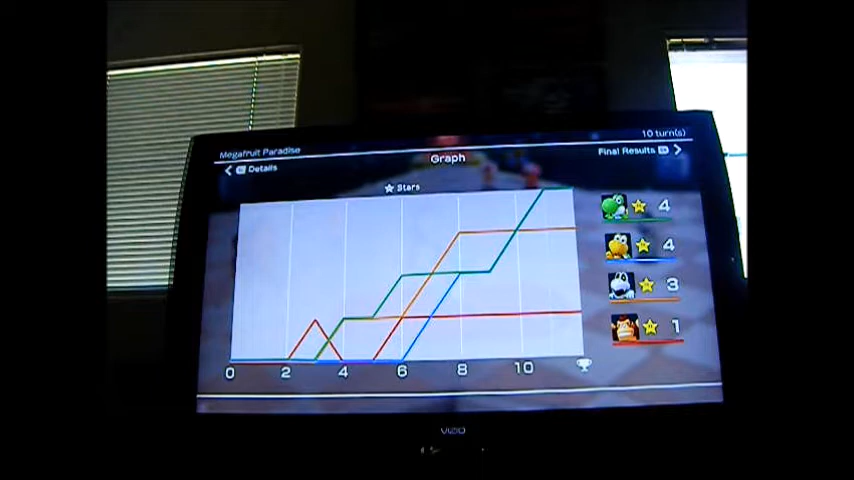 Megafruit Paradise
10 turn(s)
Graph
Final Results
Details
Stars
4
4
3
1
0 2 4 6 8 10
VIZIO